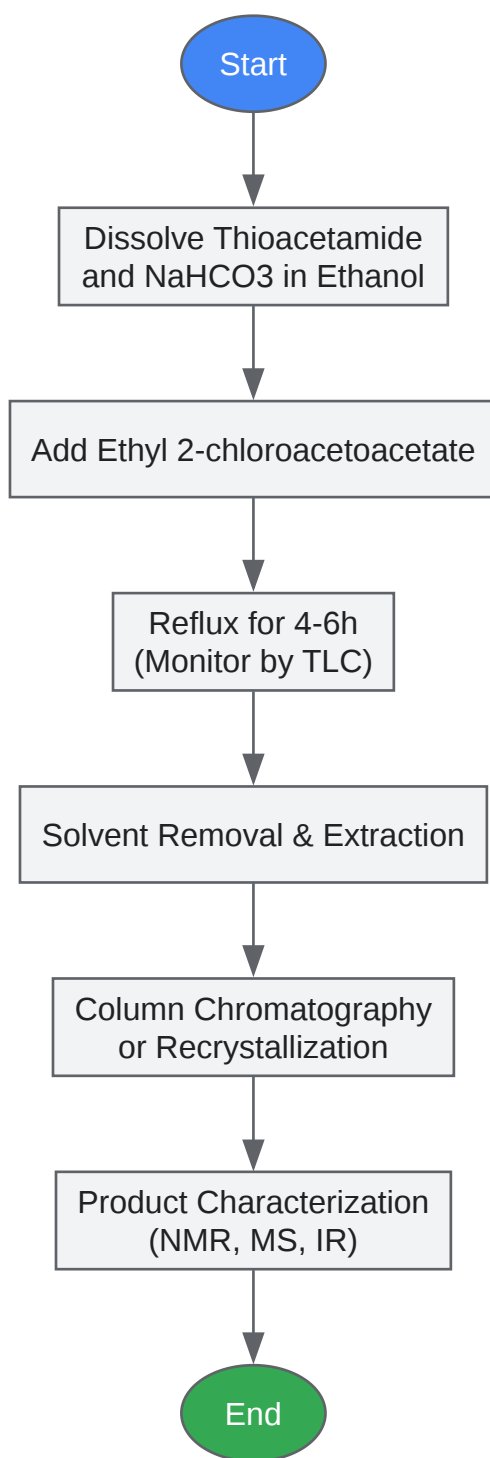 Start
Dissolve Thioacetamide
and NaHCO3 in Ethanol
Add Ethyl 2-chloroacetoacetate
Reflux for 4-6h
(Monitor by TLC)
Solvent Removal & Extraction
Column Chromatography
or Recrystallization
Product Characterization
(NMR, MS, IR)
End